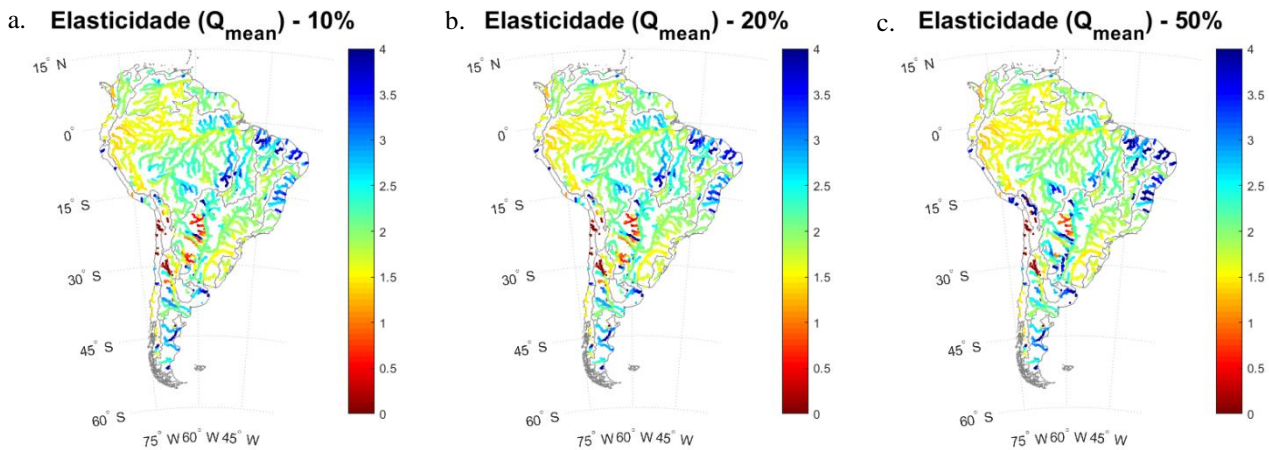 a. Elasticidade (Q_mean) - 10%
15° N
0°
15° S
30° S
45° S
60° S
75° W 60° W 45° W
4
3.5
3
2.5
2
1.5
1
0.5
0
b. Elasticidade (Q_mean) - 20%
15° N
0°
15° S
30° S
45° S
60° S
75° W 60° W 45° W
4
3.5
3
2.5
2
1.5
1
0.5
0
c. Elasticidade (Q_mean) - 50%
15° N
0°
15° S
30° S
45° S
60° S
75° W 60° W 45° W
4
3.5
3
2.5
2
1.5
1
0.5
0